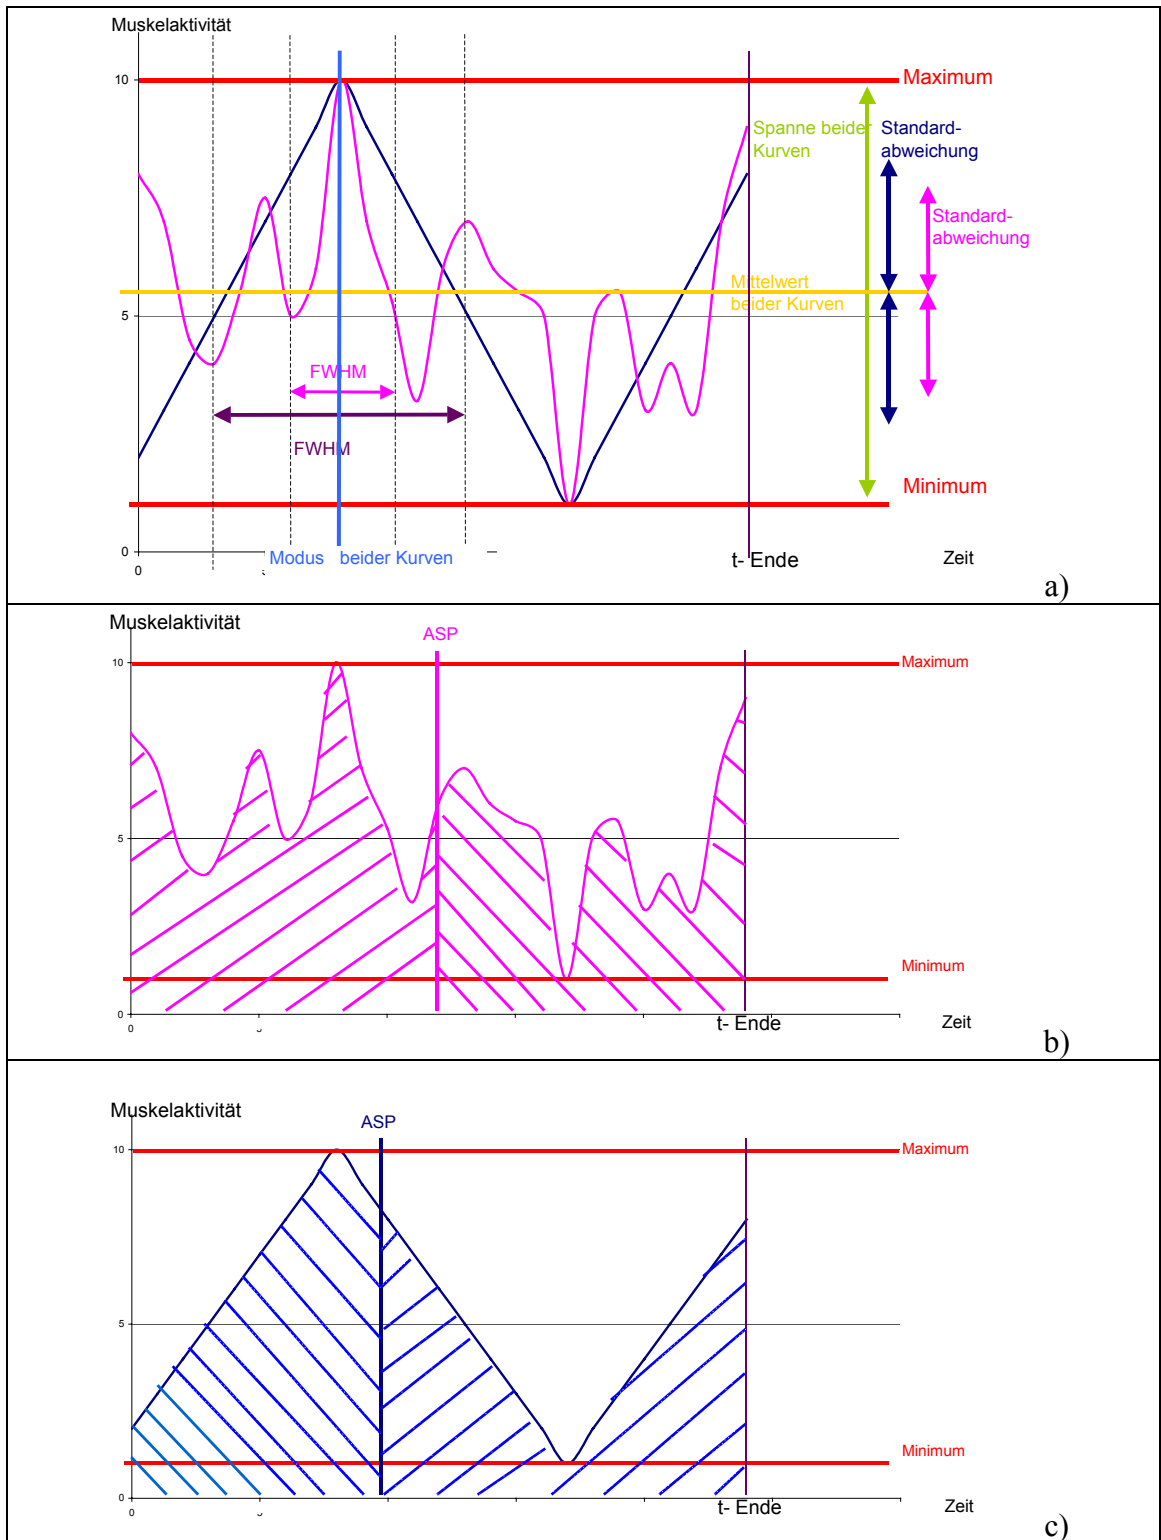 Muskelaktivität
10
Maximum
Spanne beider
Kurven
Standard-
abweichung
Standard-
abweichung
Mittelwert
beider Kurven
5
FWHM
FWHM
Minimum
0
Modus beider Kurven
t- Ende
Zeit
0
a)
Muskelaktivität
ASP
10
Maximum
5
Minimum
0
t- Ende
Zeit
0
b)
Muskelaktivität
ASP
10
Maximum
5
Minimum
0
t- Ende
Zeit
0
c)